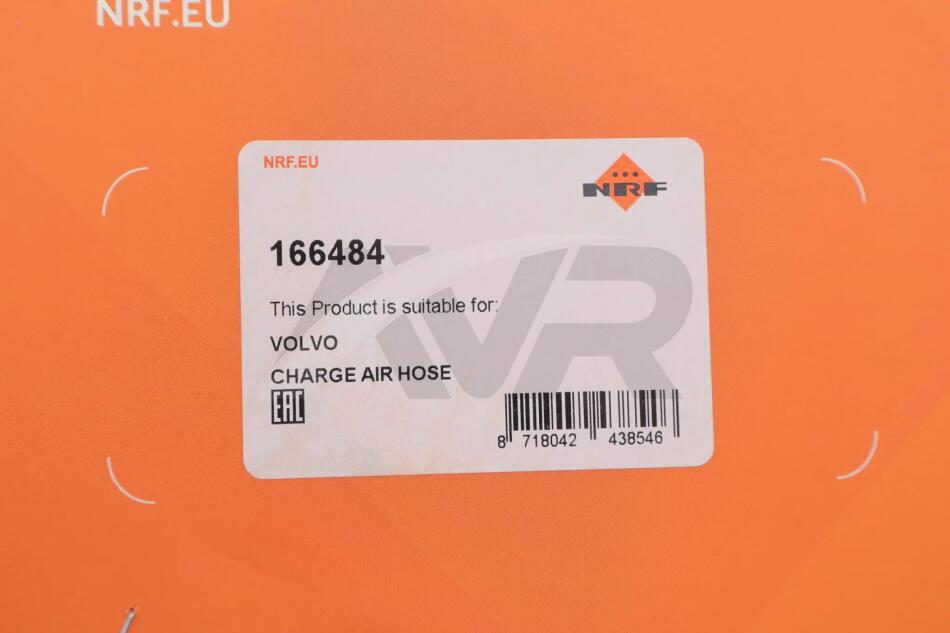 NRF.EU
NRF.EU
NRF
166484
AVR
This Product is suitable for:
VOLVO
CHARGE AIR HOSE
EAC
8 718042 438546